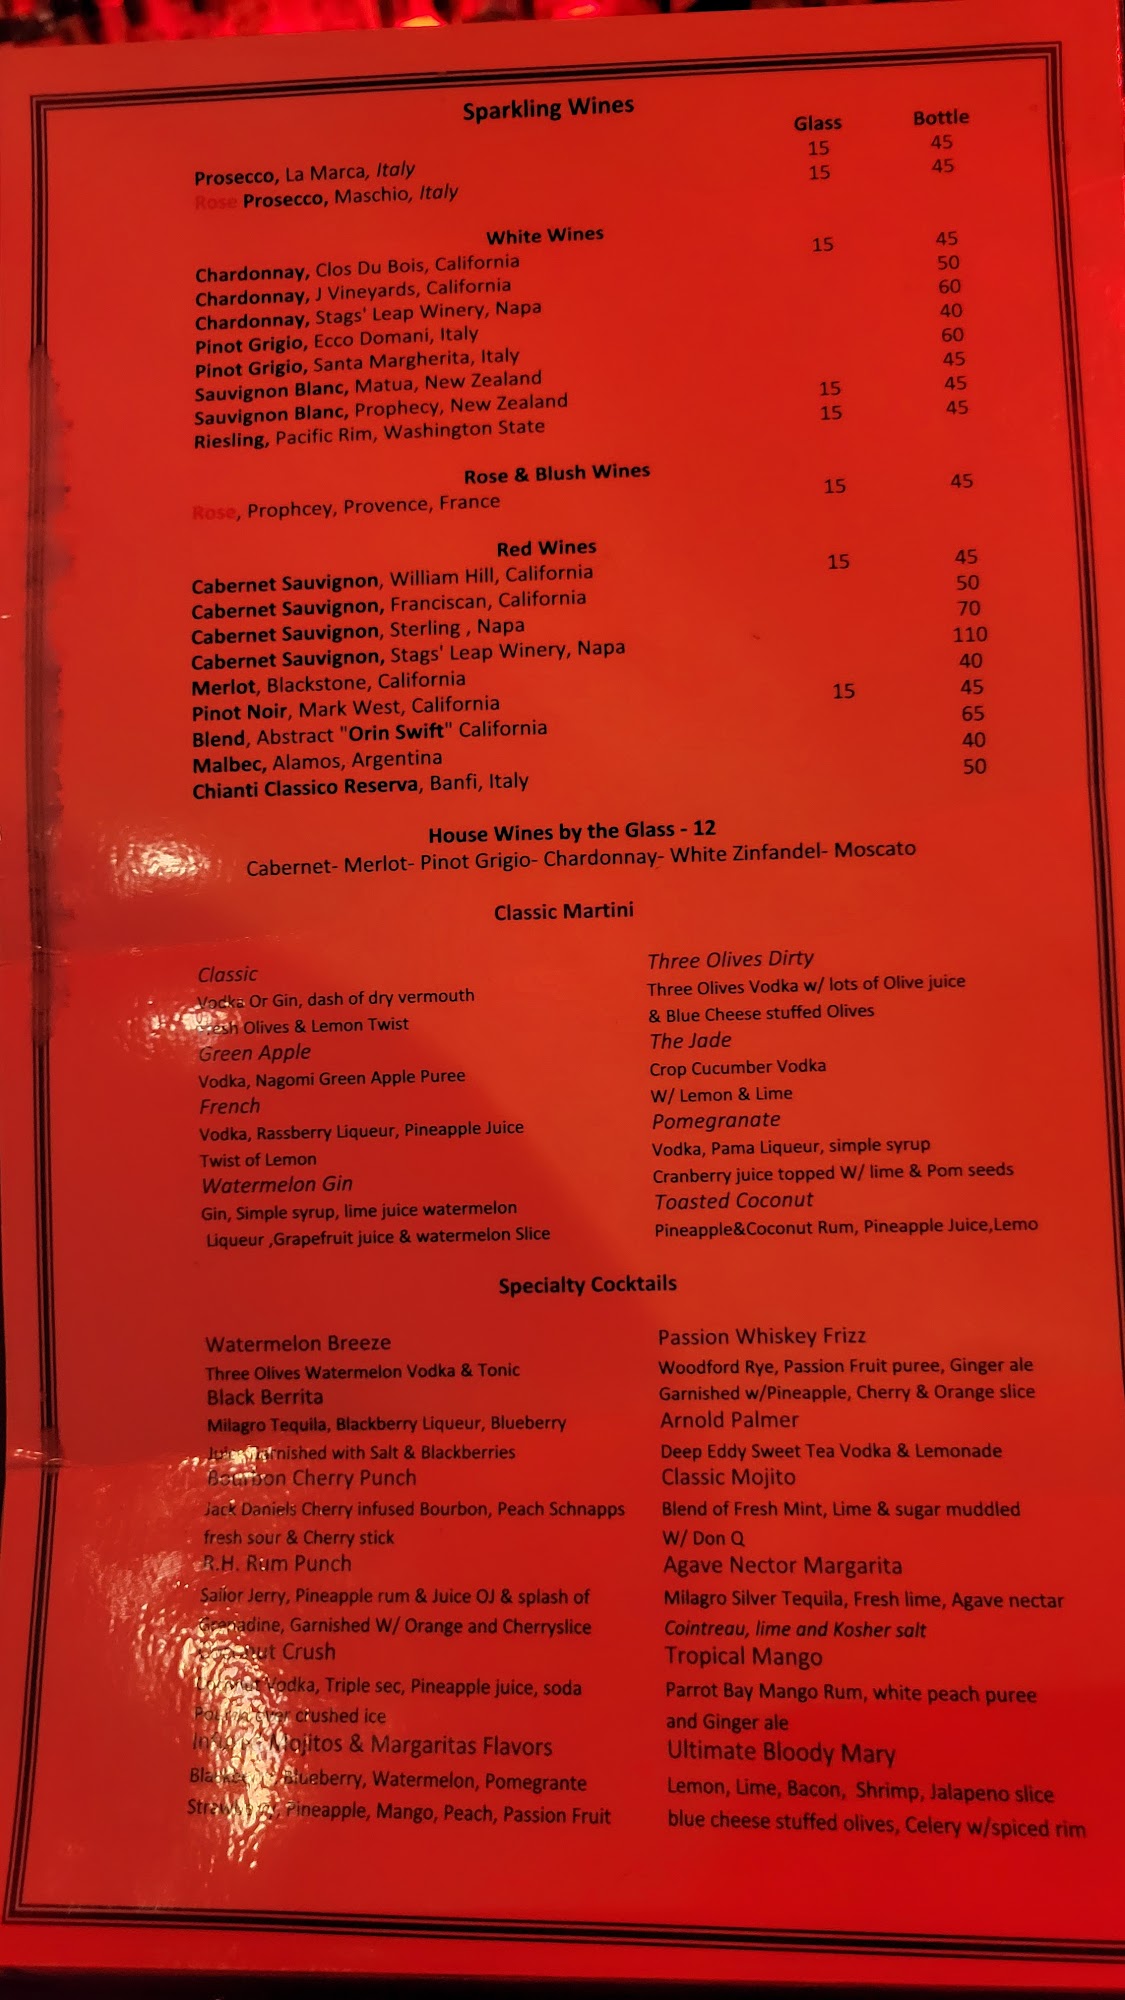 Sparkling Wines
Glass Bottle
Prosecco, La Marca, Italy 15 45
Rose Prosecco, Maschio, Italy 15 45
White Wines
Chardonnay, Clos Du Bois, California 15 45
Chardonnay, J Vineyards, California 50
Chardonnay, Stags' Leap Winery, Napa 60
Pinot Grigio, Ecco Domani, Italy 40
Pinot Grigio, Santa Margherita, Italy 60
Sauvignon Blanc, Matua, New Zealand 45
Sauvignon Blanc, Prophecy, New Zealand 15 45
Riesling, Pacific Rim, Washington State 15 45
Rose & Blush Wines
Rose, Prophcey, Provence, France 15 45
Red Wines
Cabernet Sauvignon, William Hill, California 15 45
Cabernet Sauvignon, Franciscan, California 50
Cabernet Sauvignon, Sterling , Napa 70
Cabernet Sauvignon, Stags' Leap Winery, Napa 110
Merlot, Blackstone, California 40
Pinot Noir, Mark West, California 15 45
Blend, Abstract "Orin Swift" California 65
Malbec, Alamos, Argentina 40
Chianti Classico Reserva, Banfi, Italy 50
House Wines by the Glass - 12
Cabernet- Merlot- Pinot Grigio- Chardonnay- White Zinfandel- Moscato
Classic Martini
Classic
Vodka Or Gin, dash of dry vermouth
Fresh Olives & Lemon Twist
Green Apple
Vodka, Nagomi Green Apple Puree
French
Vodka, Rassberry Liqueur, Pineapple Juice
Twist of Lemon
Watermelon Gin
Gin, Simple syrup, lime juice watermelon
Liqueur ,Grapefruit juice & watermelon Slice
Three Olives Dirty
Three Olives Vodka w/ lots of Olive juice
& Blue Cheese stuffed Olives
The Jade
Crop Cucumber Vodka
W/ Lemon & Lime
Pomegranate
Vodka, Pama Liqueur, simple syrup
Cranberry juice topped W/ lime & Pom seeds
Toasted Coconut
Pineapple&Coconut Rum, Pineapple Juice,Lemo
Specialty Cocktails
Watermelon Breeze
Three Olives Watermelon Vodka & Tonic
Black Berrita
Milagro Tequila, Blackberry Liqueur, Blueberry
Juice Garnished with Salt & Blackberries
Bourbon Cherry Punch
Jack Daniels Cherry infused Bourbon, Peach Schnapps
fresh sour & Cherry stick
R.H. Rum Punch
Sailor Jerry, Pineapple rum & Juice OJ & splash of
Grenadine, Garnished W/ Orange and Cherryslice
Coconut Crush
Coconut Vodka, Triple sec, Pineapple juice, soda
over crushed ice
Mojitos & Margaritas Flavors
Blackberry, Blueberry, Watermelon, Pomegrante
Strawberry, Pineapple, Mango, Peach, Passion Fruit
Passion Whiskey Frizz
Woodford Rye, Passion Fruit puree, Ginger ale
Garnished w/Pineapple, Cherry & Orange slice
Arnold Palmer
Deep Eddy Sweet Tea Vodka & Lemonade
Classic Mojito
Blend of Fresh Mint, Lime & sugar muddled
W/ Don Q
Agave Nector Margarita
Milagro Silver Tequila, Fresh lime, Agave nectar
Cointreau, lime and Kosher salt
Tropical Mango
Parrot Bay Mango Rum, white peach puree
and Ginger ale
Ultimate Bloody Mary
Lemon, Lime, Bacon, Shrimp, Jalapeno slice
blue cheese stuffed olives, Celery w/spiced rim